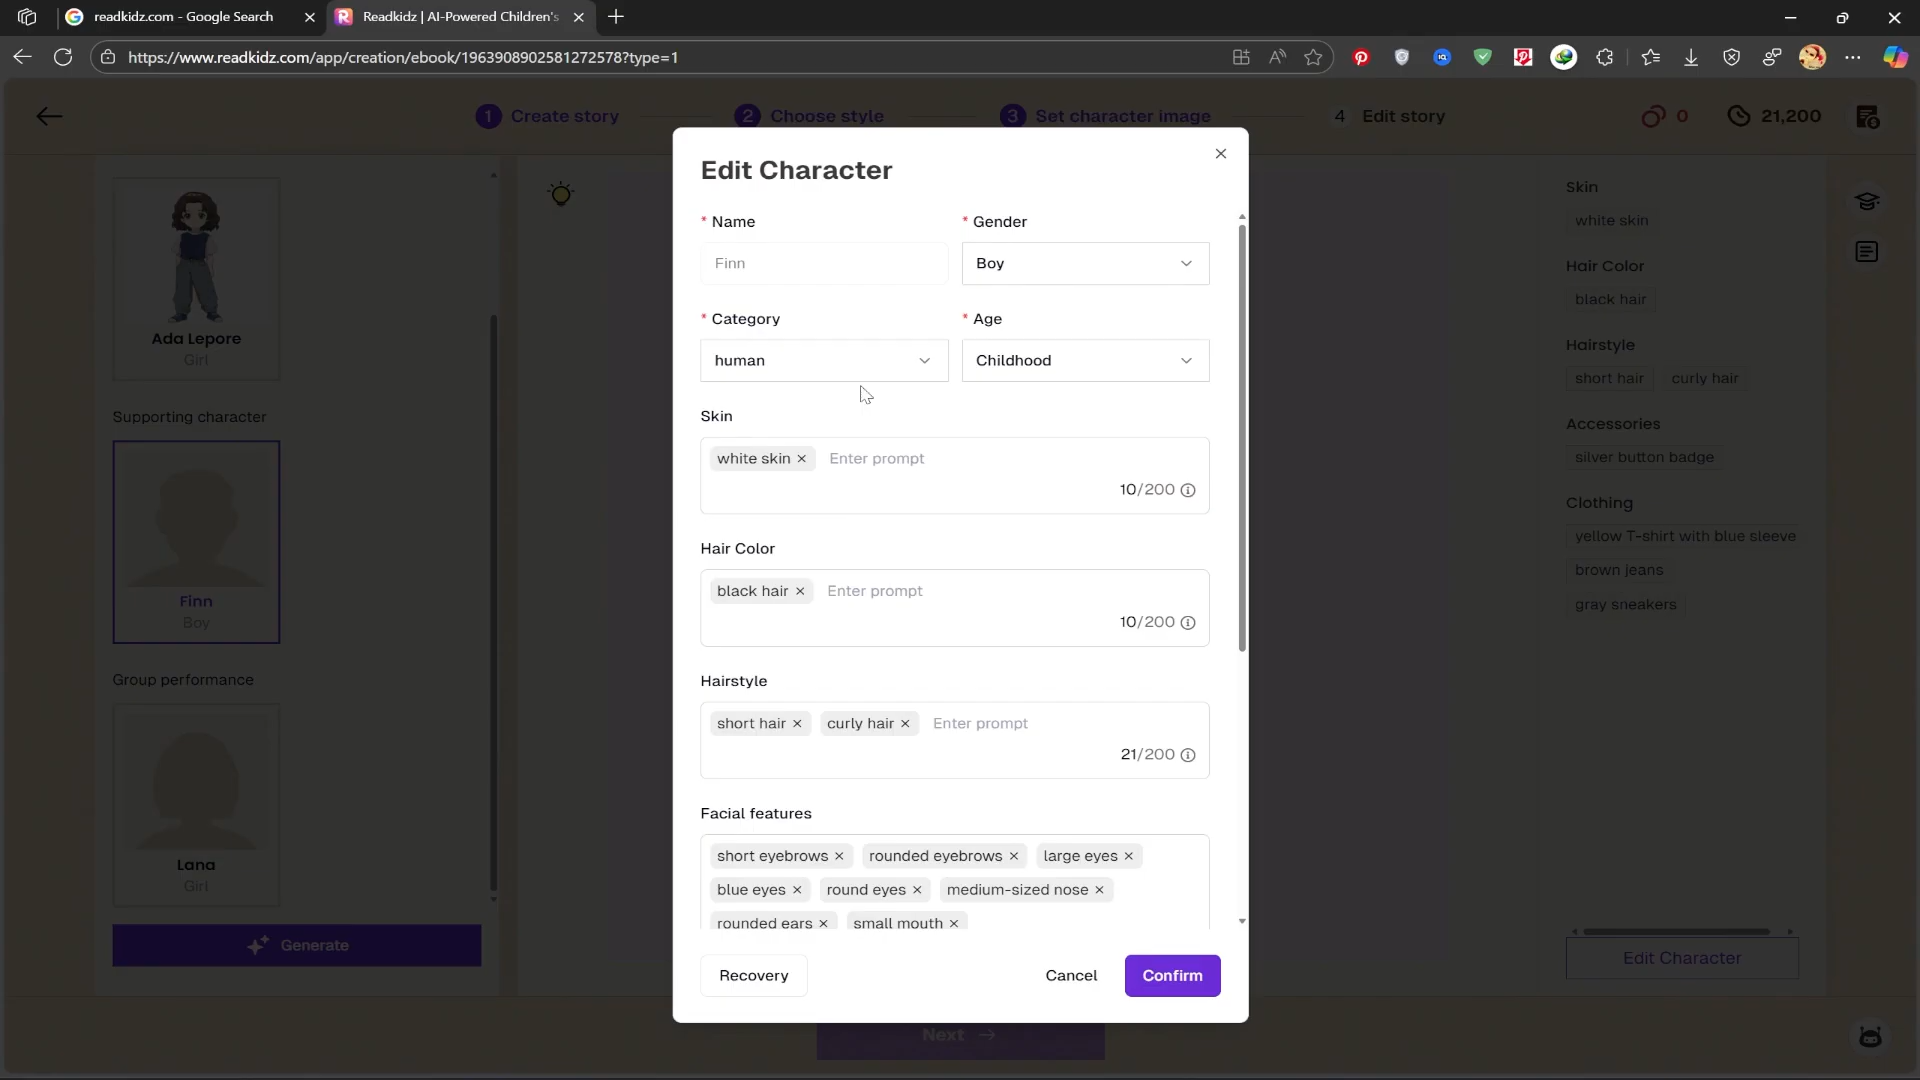 readkidz.com - Google Search
Readkidz | AI-Powered Children's
https://www.readkidz.com/app/creation/ebook/1963908902581272578?type=1
1 Create story
2 Choose style
3 Set character image
4 Edit story
0
21,200
Ada Lepore
Girl
Supporting character
Finn
Boy
Group performance
Lana
Girl
Generate
Edit Character
* Name
* Gender
Finn
Boy
* Category
* Age
human
Childhood
Skin
white skin × Enter prompt
10/200
Hair Color
black hair × Enter prompt
10/200
Hairstyle
short hair × curly hair × Enter prompt
21/200
Facial features
short eyebrows × rounded eyebrows × large eyes ×
blue eyes × round eyes × medium-sized nose ×
rounded ears × small mouth ×
Recovery
Cancel
Confirm
Next
Skin
white skin
Hair Color
black hair
Hairstyle
short hair curly hair
Accessories
silver button badge
Clothing
yellow T-shirt with blue sleeve
brown jeans
gray sneakers
Edit Character